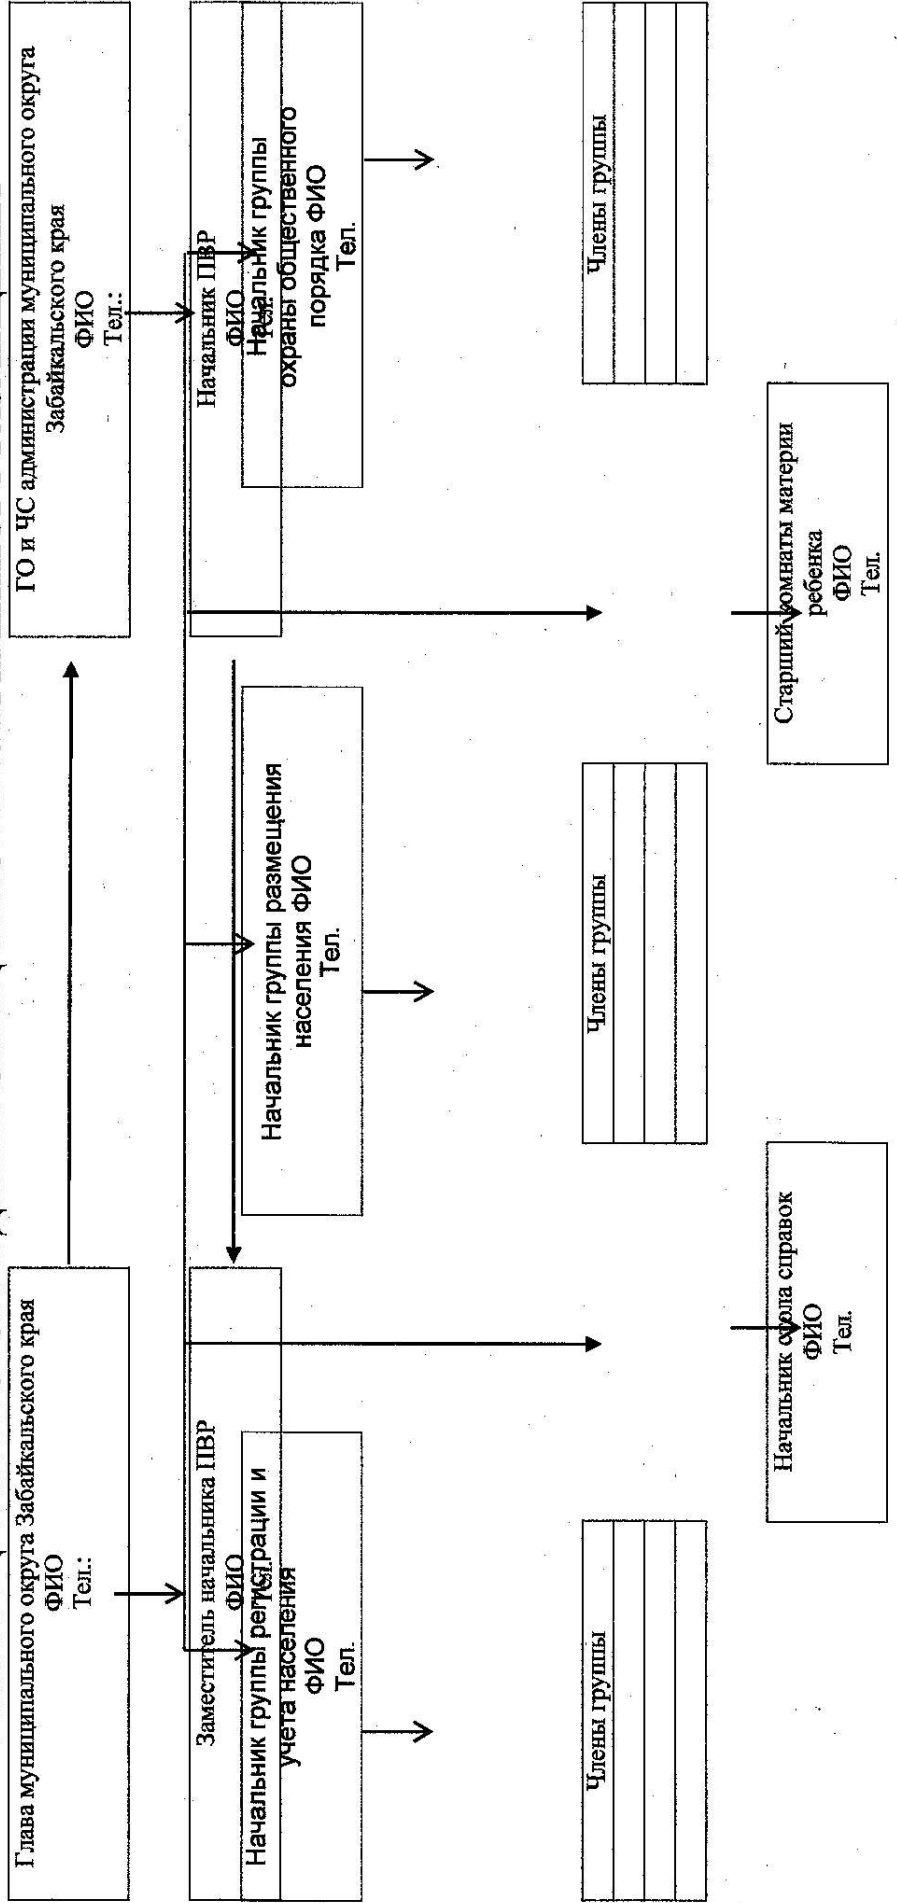 Глава муниципального округа Забайкальского края
ФИО
Тел.:
ГО и ЧС администрации муниципального округа
Забайкальского края
ФИО
Тел.:
Заместитель начальника ПВР
ФИО
Тел.
Начальник ПВР
ФИО
Тел.
Начальник группы регистрации и
учета населения
ФИО
Тел.
Начальник группы размещения
населения ФИО
Тел.
Начальник группы
охраны общественного
порядка ФИО
Тел.
Члены группы
Члены группы
Члены группы
Начальник стола справок
ФИО
Тел.
Старший комнаты матери и
ребенка
ФИО
Тел.